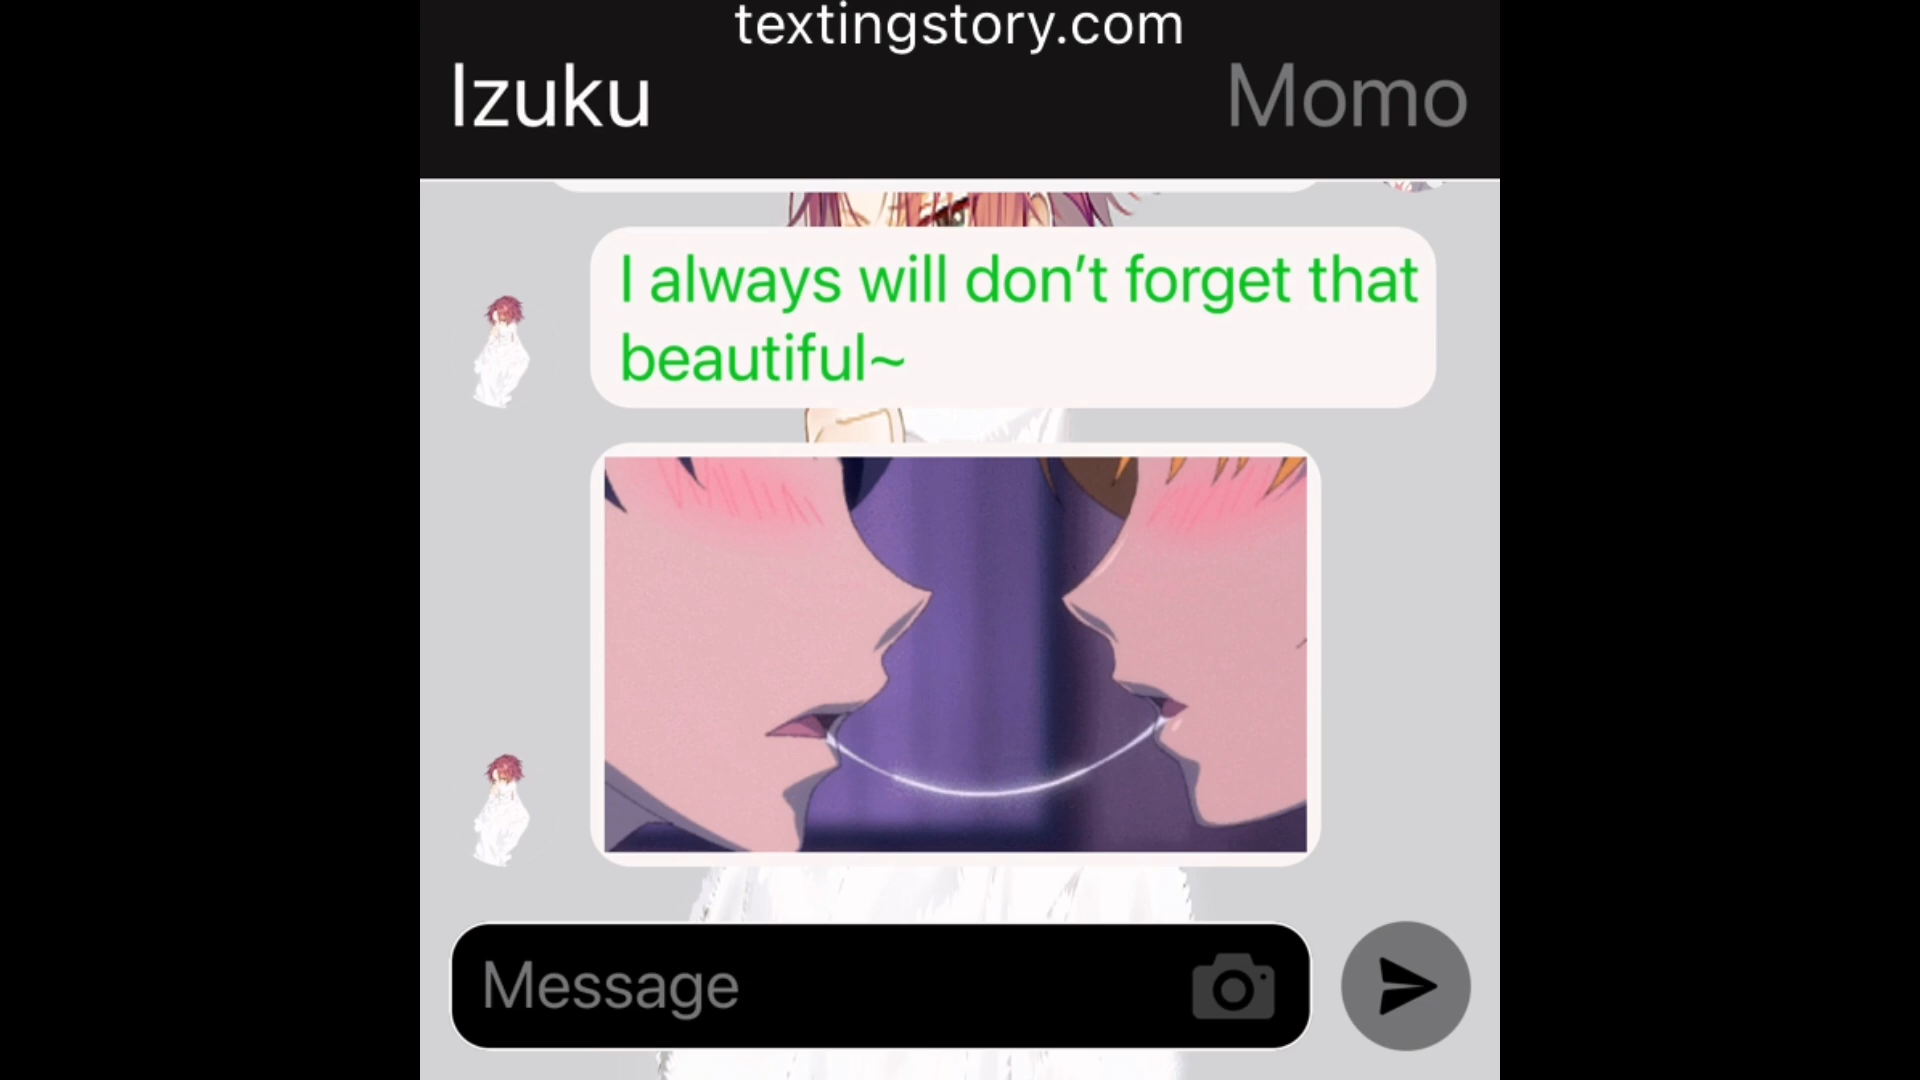 textingstory.com
Izuku
Momo
I always will don’t forget that
beautiful~
Message